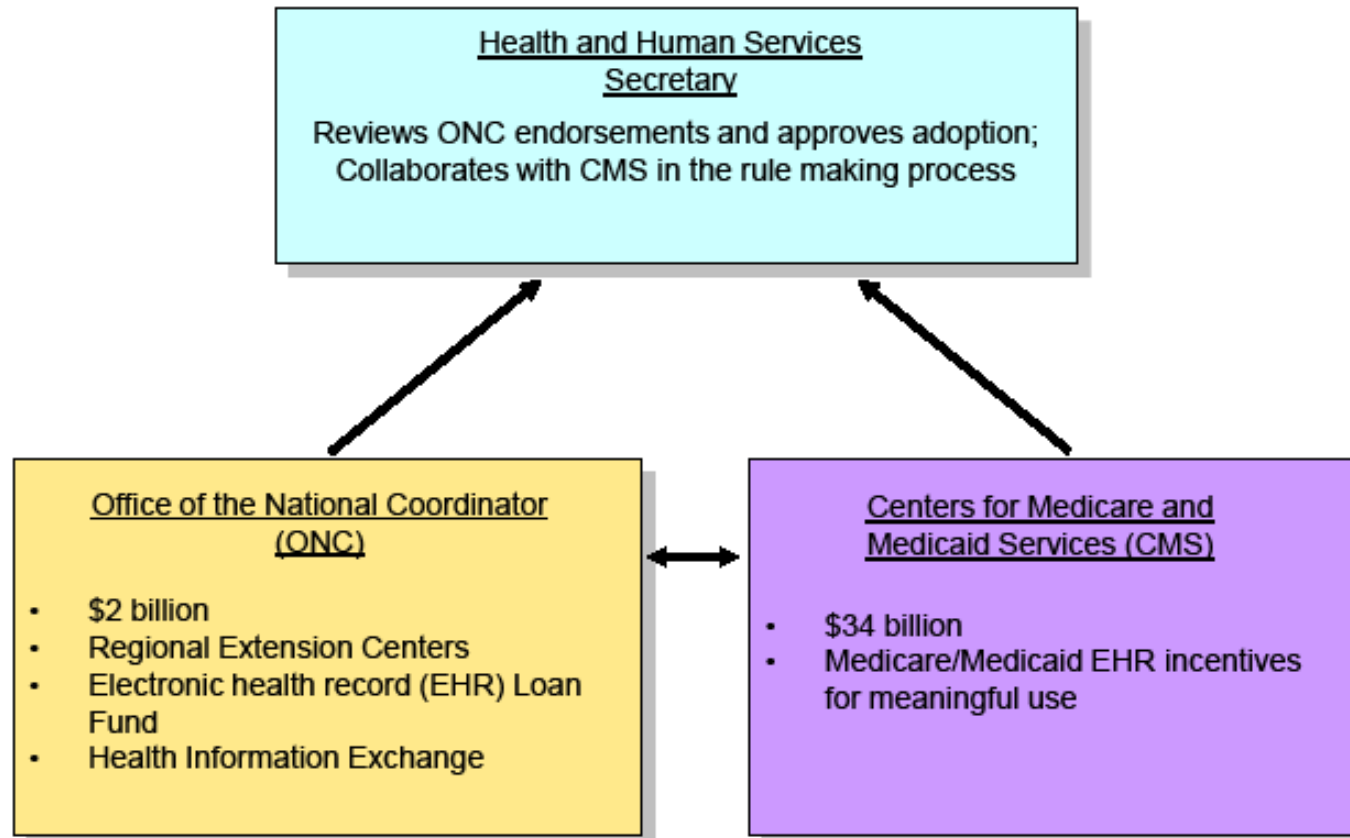 Health and Human Services
Secretary
Reviews ONC endorsements and approves adoption;
Collaborates with CMS in the rule making process
Office of the National Coordinator
(ONC)
• $2 billion
• Regional Extension Centers
• Electronic health record (EHR) Loan
Fund
• Health Information Exchange
Centers for Medicare and
Medicaid Services (CMS)
• $34 billion
• Medicare/Medicaid EHR incentives
for meaningful use